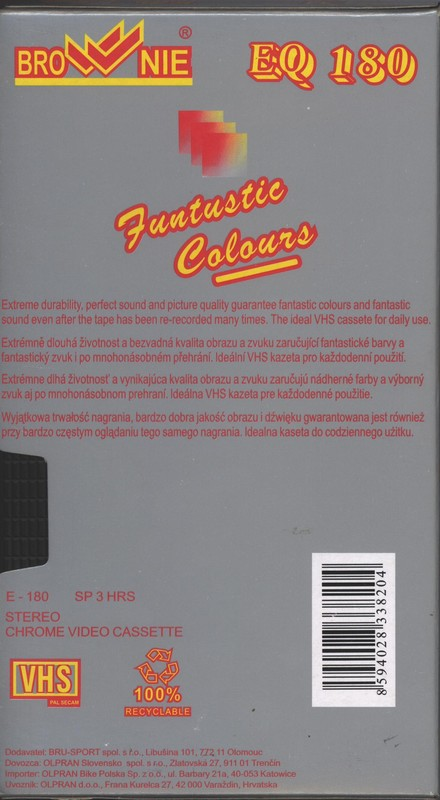 BROWNIE ®
EQ 180
Funtustic
Colours
Extreme durability, perfect sound and picture quality guarantee fantastic colours and fantastic
sound even after the tape has been re-recorded many times. The ideal VHS cassete for daily use.
Extrémně dlouhá životnost a bezvadná kvalita obrazu a zvuku zaručující fantastické barvy a
fantastický zvuk i po mnohonásobném přehrání. Ideální VHS kazeta pro každodenní použití.
Extrémne dlhá životnosť a vynikajúca kvalita obrazu a zvuku zaručujú nádherné farby a výborný
zvuk aj po mnohonásobnom prehraní. Ideálna VHS kazeta pre každodenné použitie.
Wyjątkowa trwałość nagrania, bardzo dobra jakość obrazu i dźwięku gwarantowana jest również
przy bardzo częstym oglądaniu tego samego nagrania. Idealna kaseta do codziennego użitku.
E - 180 SP 3 HRS
STEREO
CHROME VIDEO CASSETTE
VHS
PAL SECAM
100%
RECYCLABLE
8 594028 338204
Dodavatel: BRU-SPORT spol. s ř.o., Libušina 101, 772 11 Olomouc
Dovozca: OLPRAN Slovensko spol. s r.o., Zlatovská 27, 911 01 Trenčín
Importer: OLPRAN Bike Polska Sp. z o.o., ul. Barbary 21a, 40-053 Katowice
Uvoznik: OLPRAN d.o.o., Frana Kurelca 27, 42 000 Varaždin, Hrvatska